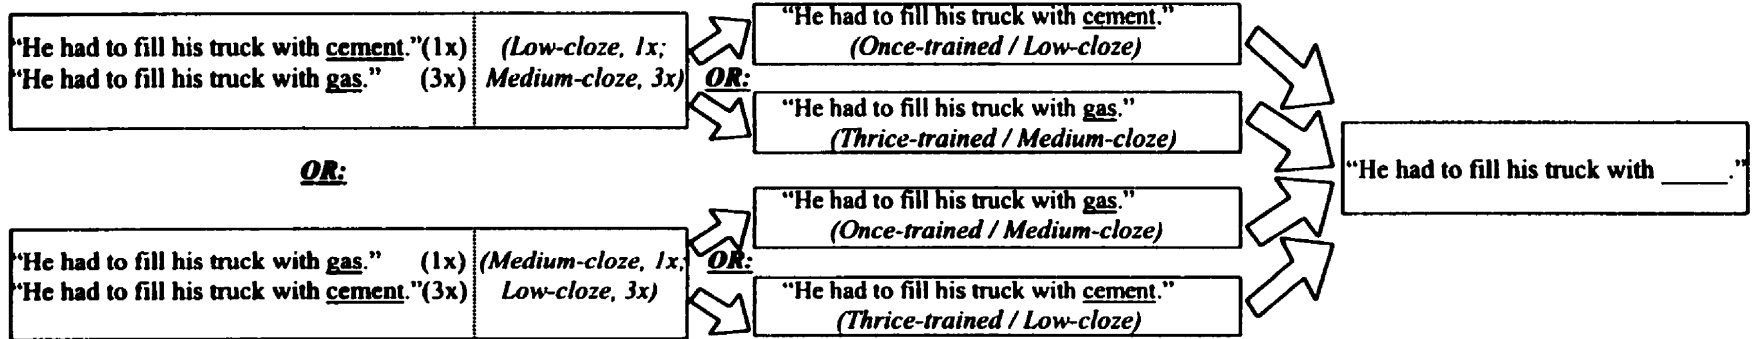 "He had to fill his truck with cement."(1x) (Low-cloze, 1x;
"He had to fill his truck with gas." (3x) Medium-cloze, 3x)
OR:
"He had to fill his truck with gas." (1x) (Medium-cloze, 1x;
"He had to fill his truck with cement."(3x) Low-cloze, 3x)
"He had to fill his truck with cement."
(Once-trained / Low-cloze)
OR:
"He had to fill his truck with gas."
(Thrice-trained / Medium-cloze)
"He had to fill his truck with gas."
(Once-trained / Medium-cloze)
OR:
"He had to fill his truck with cement."
(Thrice-trained / Low-cloze)
"He had to fill his truck with ______."